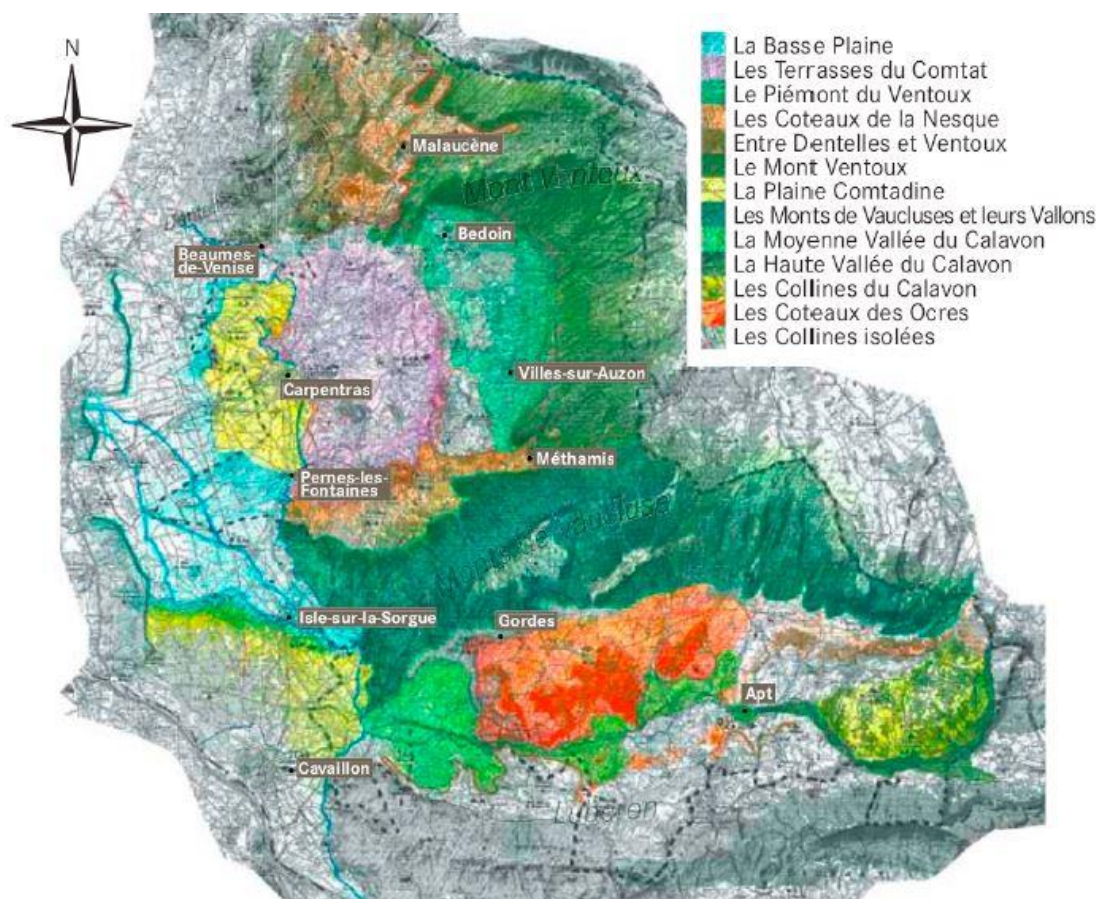 N
La Basse Plaine
Les Terrasses du Comtat
Le Piémont du Ventoux
Les Coteaux de la Nesque
Entre Dentelles et Ventoux
Le Mont Ventoux
La Plaine Comtadine
Les Monts de Vaucluses et leurs Vallons
La Moyenne Vallée du Calavon
La Haute Vallée du Calavon
Les Collines du Calavon
Les Coteaux des Ocres
Les Collines isolées
Malaucène
Mont Ventoux
Dentelles
Bedoin
Beaumes-
de-Venise
Villes-sur-Auzon
Carpentras
Méthamis
Pernes-les-
Fontaines
Monts de Vaucluse
Isle-sur-la-Sorgue
Gordes
Apt
Cavaillon
Luberon